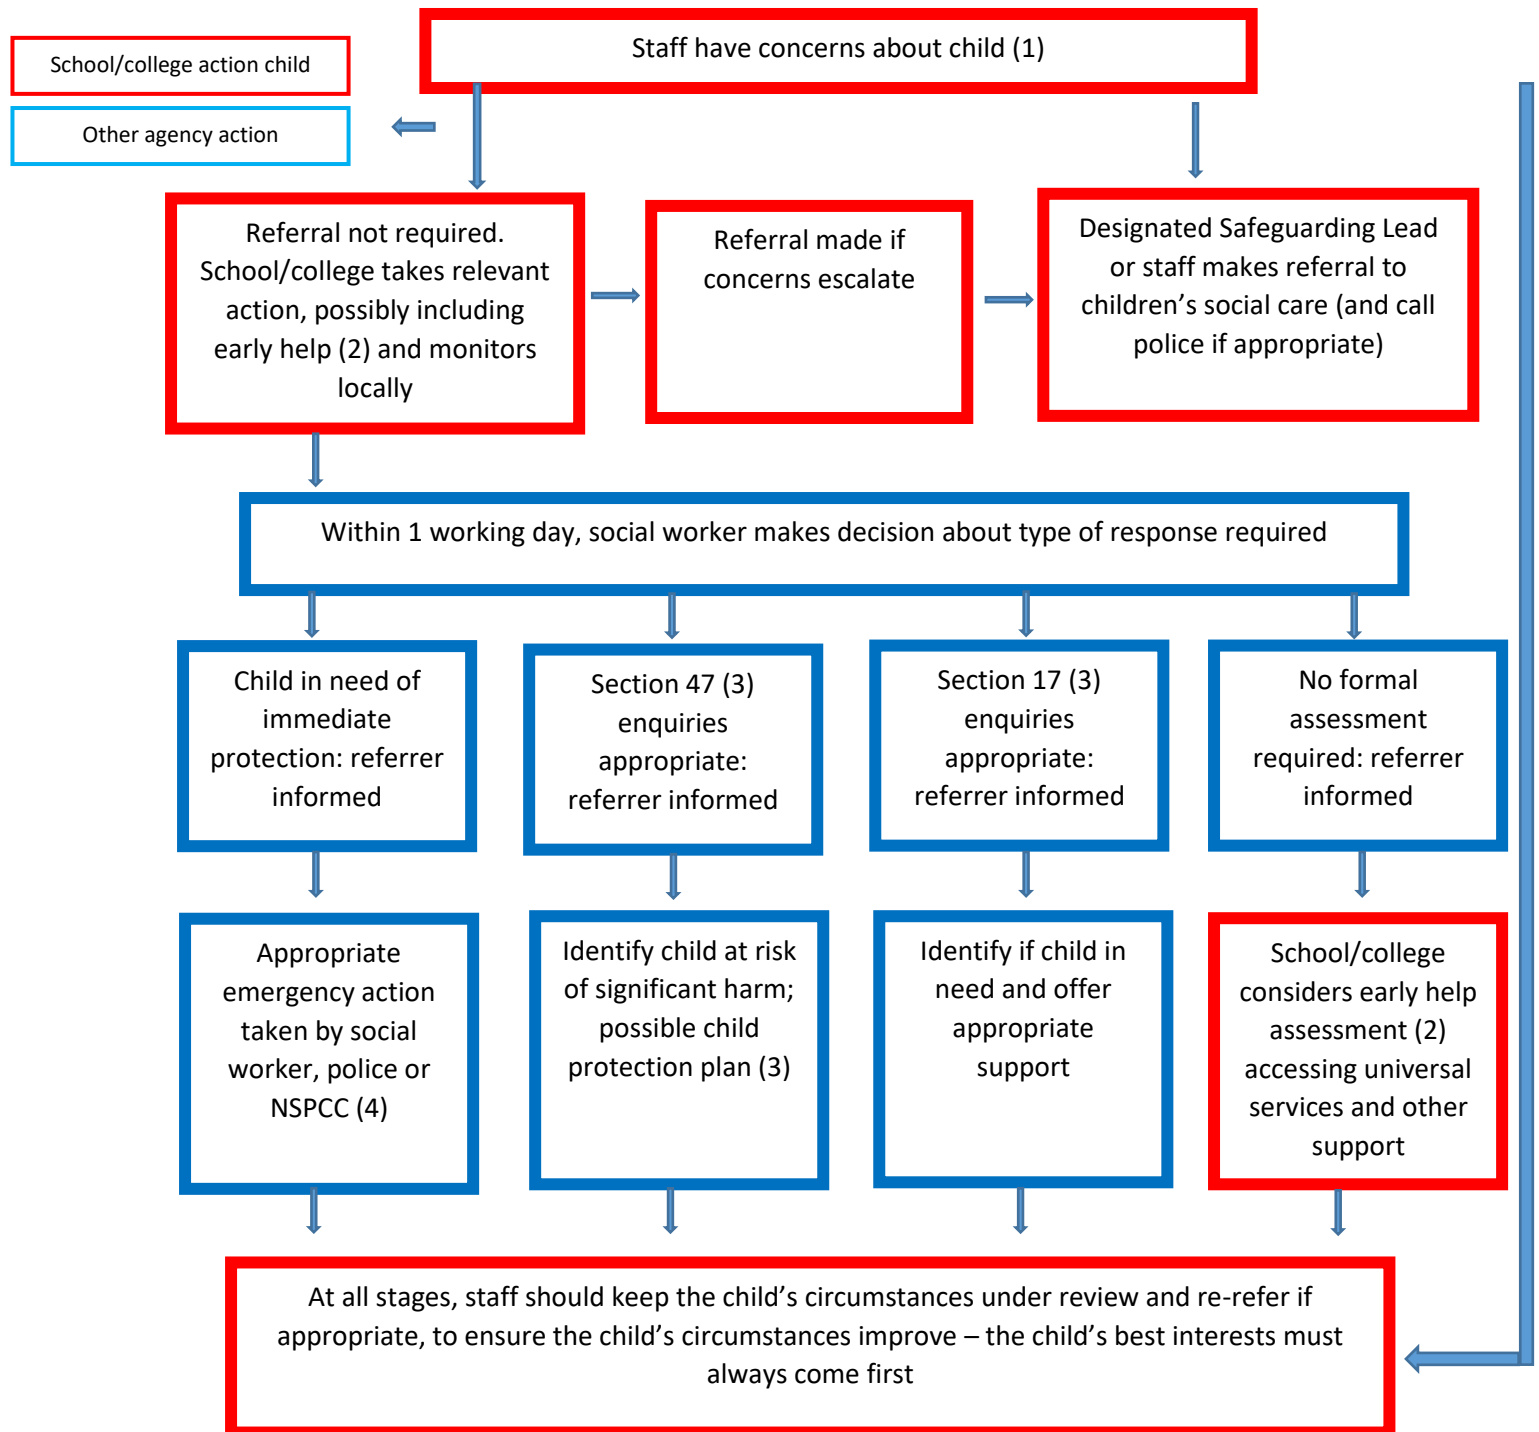 Staff have concerns about child (1)
School/college action child
Other agency action
Referral not required.
School/college takes relevant
action, possibly including
early help (2) and monitors
locally
Referral made if
concerns escalate
Designated Safeguarding Lead
or staff makes referral to
children’s social care (and call
police if appropriate)
Within 1 working day, social worker makes decision about type of response required
Child in need of
immediate
protection: referrer
informed
Section 47 (3)
enquiries
appropriate:
referrer informed
Section 17 (3)
enquiries
appropriate:
referrer informed
No formal
assessment
required: referrer
informed
Appropriate
emergency action
taken by social
worker, police or
NSPCC (4)
Identify child at risk
of significant harm;
possible child
protection plan (3)
Identify if child in
need and offer
appropriate
support
School/college
considers early help
assessment (2)
accessing universal
services and other
support
At all stages, staff should keep the child’s circumstances under review and re-refer if
appropriate, to ensure the child’s circumstances improve – the child’s best interests must
always come first